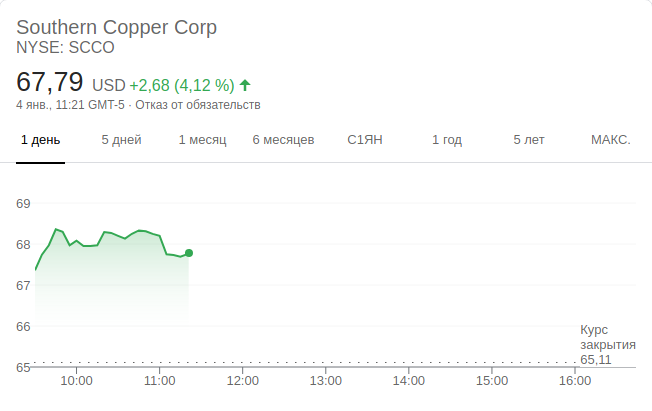 Southern Copper Corp
NYSE: SCCO
67,79 USD +2,68 (4,12 %)
4 янв., 11:21 GMT-5 · Отказ от обязательств
1 день 5 дней 1 месяц 6 месяцев С1ЯН 1 год 5 лет МАКС.
69
68
67
66
65
Курс
закрытия
65,11
10:00 11:00 12:00 13:00 14:00 15:00 16:00